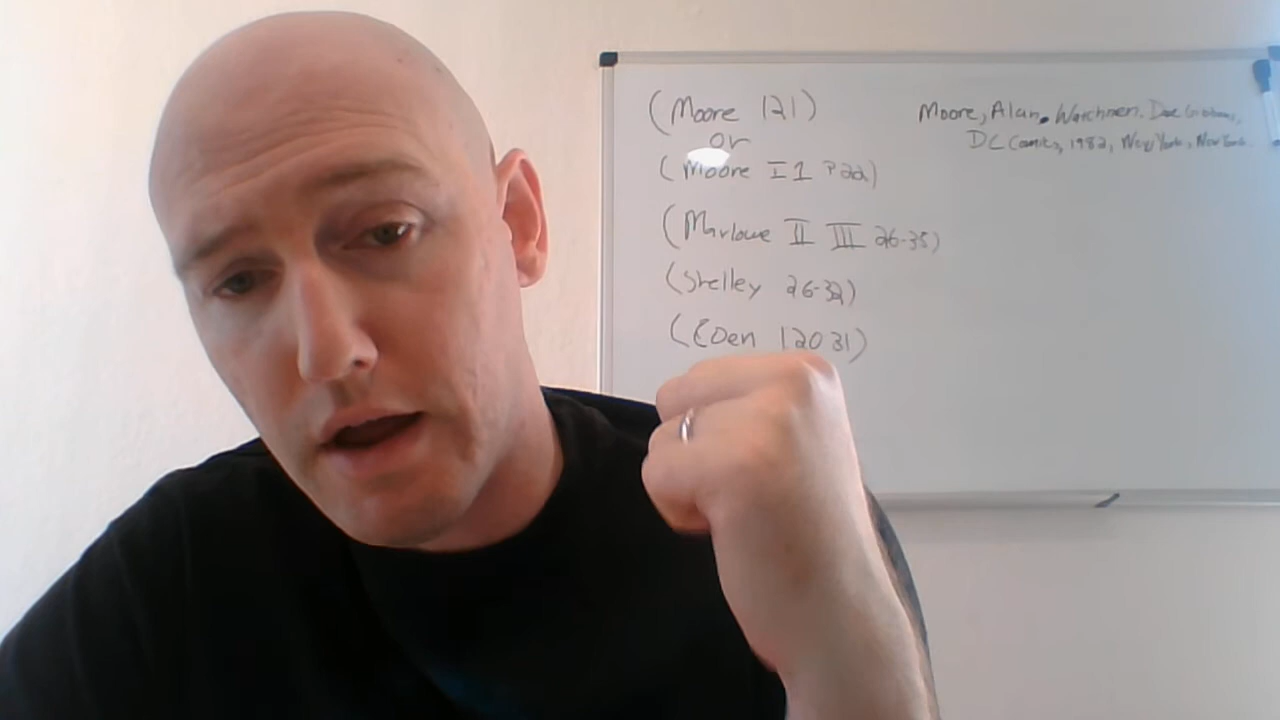 (Moore 121)
or
(Moore I 1 P22)
(Marlowe II III 26-35)
(Shelley 26-32)
(Eden 120 31)
Moore, Alan. Watchmen. Dave Gibbons,
DC Comics, 1982, New York, New York.